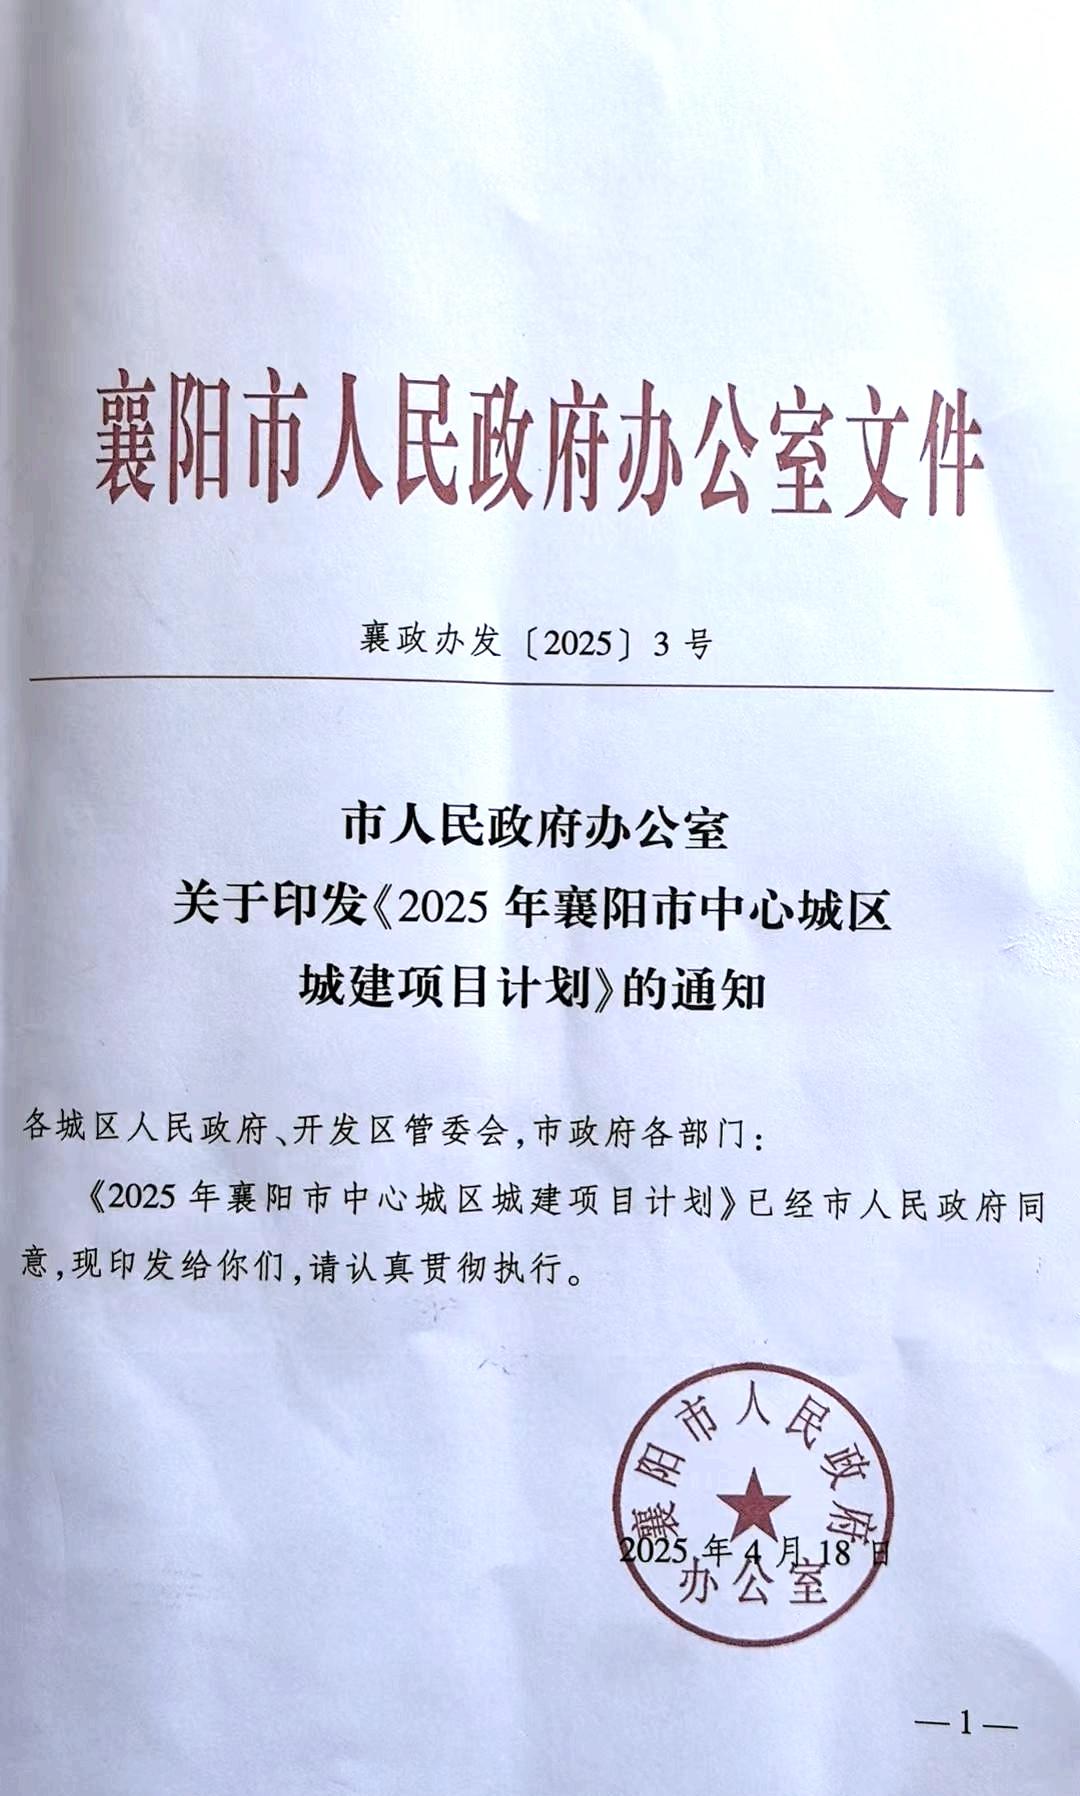 襄阳市人民政府办公室文件
襄政办发〔2025〕3号
市人民政府办公室
关于印发《2025年襄阳市中心城区
城建项目计划》的通知
各城区人民政府、开发区管委会,市政府各部门:
《2025年襄阳市中心城区城建项目计划》已经市人民政府同
意,现印发给你们,请认真贯彻执行。
襄阳市人民政府
办公室
2025年4月18日
—1—